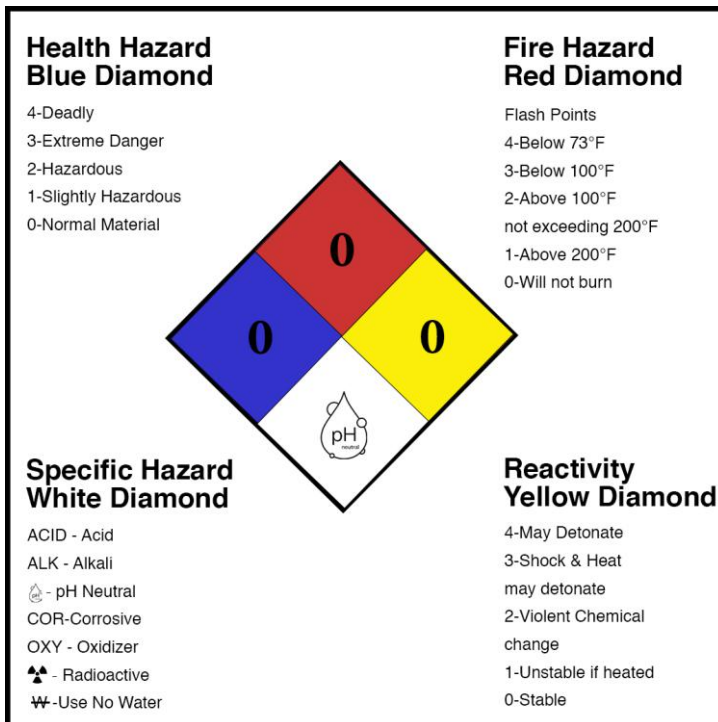 Health Hazard
Blue Diamond
4-Deadly
3-Extreme Danger
2-Hazardous
1-Slightly Hazardous
0-Normal Material
Fire Hazard
Red Diamond
Flash Points
4-Below 73°F
3-Below 100°F
2-Above 100°F
not exceeding 200°F
1-Above 200°F
0-Will not burn
0
0
0
pH
neutral
Specific Hazard
White Diamond
ACID - Acid
ALK - Alkali
pH - pH Neutral
COR-Corrosive
OXY - Oxidizer
- Radioactive
W-Use No Water
Reactivity
Yellow Diamond
4-May Detonate
3-Shock & Heat
may detonate
2-Violent Chemical
change
1-Unstable if heated
0-Stable